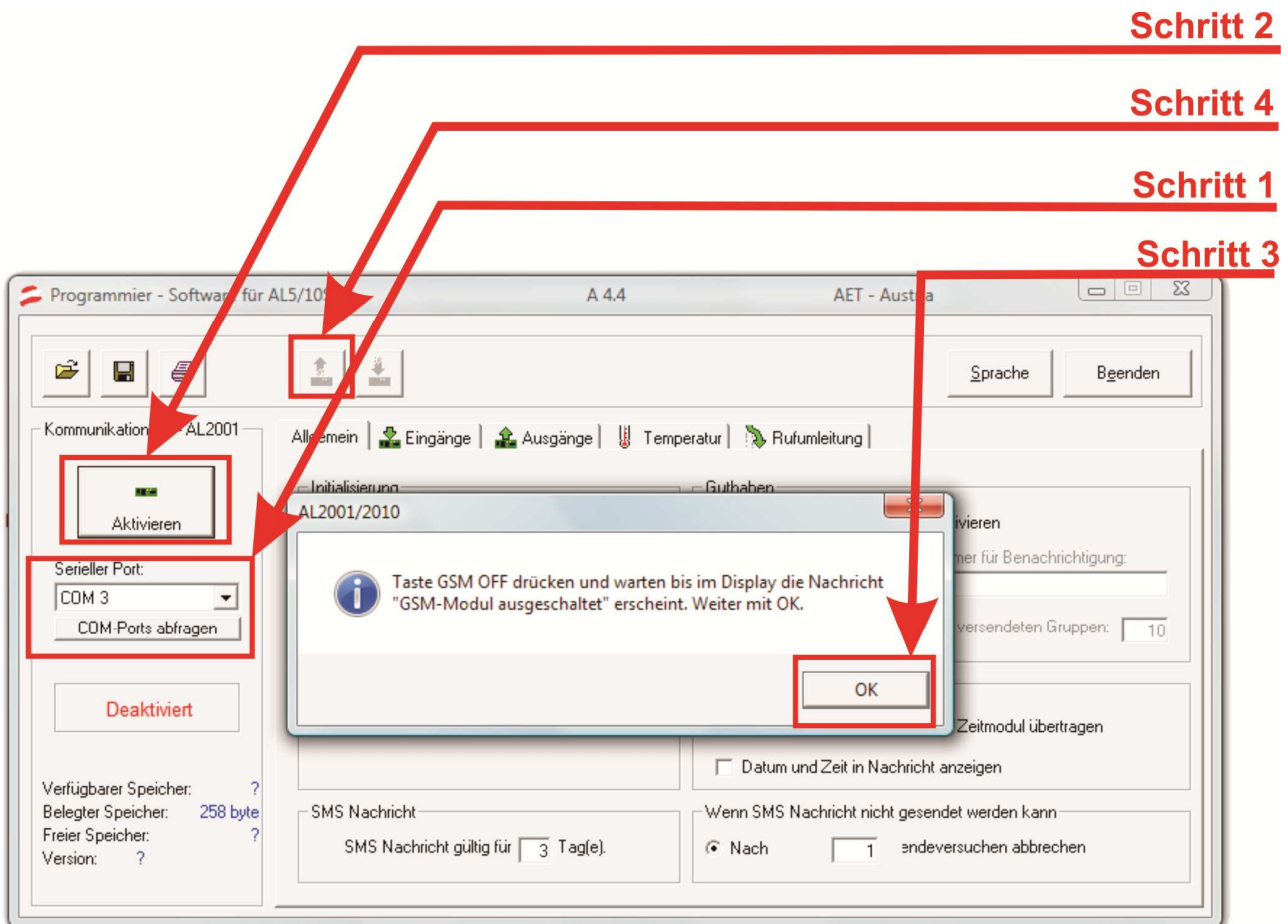 Schritt 2
Schritt 4
Schritt 1
Schritt 3
Programmier - Software für AL5/10 A 4.4 AET - Austria
Sprache Beenden
Kommunikation AL2001
Aktivieren
Serieller Port:
COM 3
COM-Ports abfragen
Deaktiviert
Verfügbarer Speicher: ?
Belegter Speicher: 258 byte
Freier Speicher: ?
Version: ?
Allgemein Eingänge Ausgänge Temperatur Rufumleitung
Initialisierung
Guthaben
ivieren
mer für Benachrichtigung:
versendeten Gruppen: 10
AL2001/2010
Taste GSM OFF drücken und warten bis im Display die Nachricht
"GSM-Modul ausgeschaltet" erscheint. Weiter mit OK.
OK
Zeitmodul übertragen
Datum und Zeit in Nachricht anzeigen
SMS Nachricht
SMS Nachricht gültig für 3 Tag(e).
Wenn SMS Nachricht nicht gesendet werden kann
Nach 1 endeversuchen abbrechen